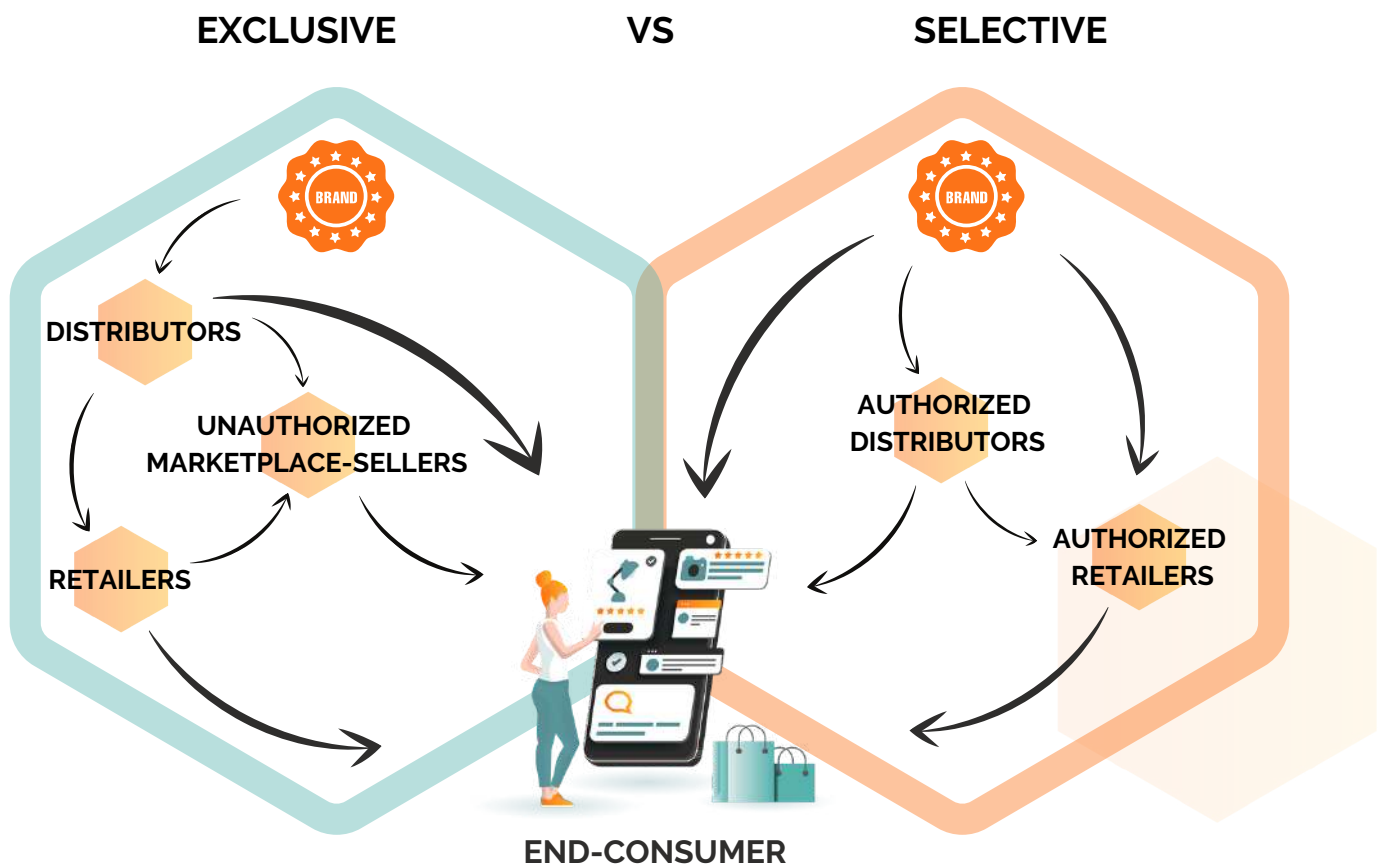 EXCLUSIVE VS SELECTIVE
BRAND
DISTRIBUTORS
UNAUTHORIZED
MARKETPLACE-SELLERS
RETAILERS
BRAND
AUTHORIZED
DISTRIBUTORS
AUTHORIZED
RETAILERS
END-CONSUMER